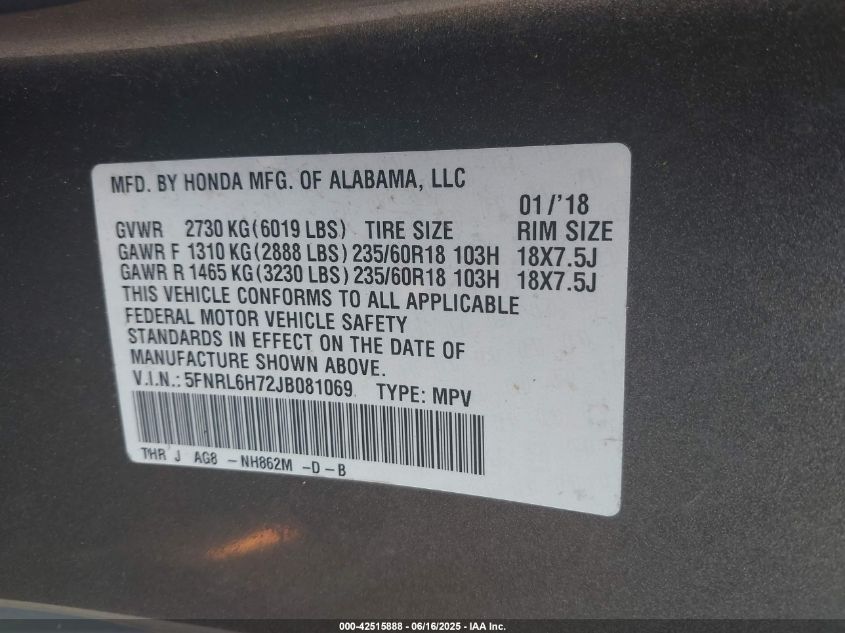 MFD. BY HONDA MFG. OF ALABAMA, LLC
01/'18
GVWR 2730 KG(6019 LBS) TIRE SIZE RIM SIZE
GAWR F 1310 KG(2888 LBS) 235/60R18 103H 18X7.5J
GAWR R 1465 KG(3230 LBS) 235/60R18 103H 18X7.5J
THIS VEHICLE CONFORMS TO ALL APPLICABLE
FEDERAL MOTOR VEHICLE SAFETY
STANDARDS IN EFFECT ON THE DATE OF
MANUFACTURE SHOWN ABOVE.
V.I.N.: 5FNRL6H72JB081069 TYPE: MPV
THR J AG8 -NH862M -D-B
000-42515888 - 06/16/2025 - IAA Inc.